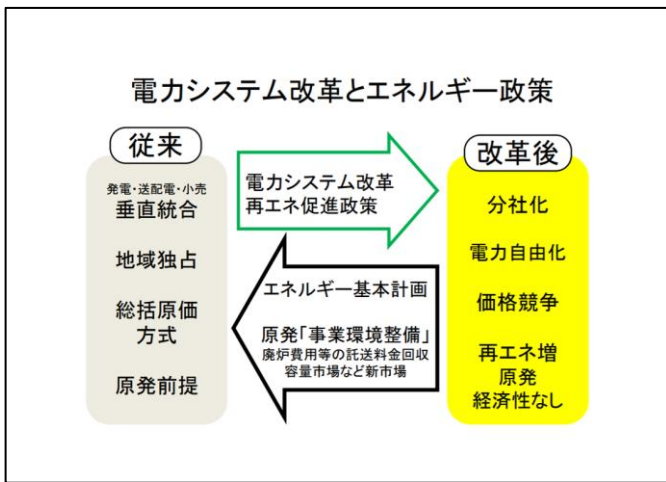 電力システム改革とエネルギー政策
従来
発電・送配電・小売
垂直統合
地域独占
総括原価
方式
原発前提
電力システム改革
再エネ促進政策
エネルギー基本計画
原発「事業環境整備」
廃炉費用等の託送料金回収
容量市場など新市場
改革後
分社化
電力自由化
価格競争
再エネ増
原発
経済性なし